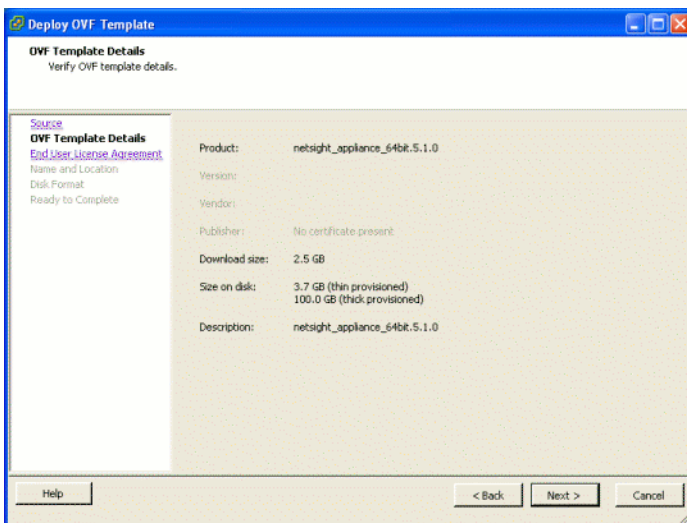 Deploy OVF Template
OVF Template Details
Verify OVF template details.
Source
OVF Template Details
End User License Agreement
Name and Location
Disk Format
Ready to Complete
Product: netsight_appliance_64bit.5.1.0
Version:
Vendor:
Publisher: No certificate present
Download size: 2.5 GB
Size on disk: 3.7 GB (thin provisioned)
100.0 GB (thick provisioned)
Description: netsight_appliance_64bit.5.1.0
Help < Back Next > Cancel